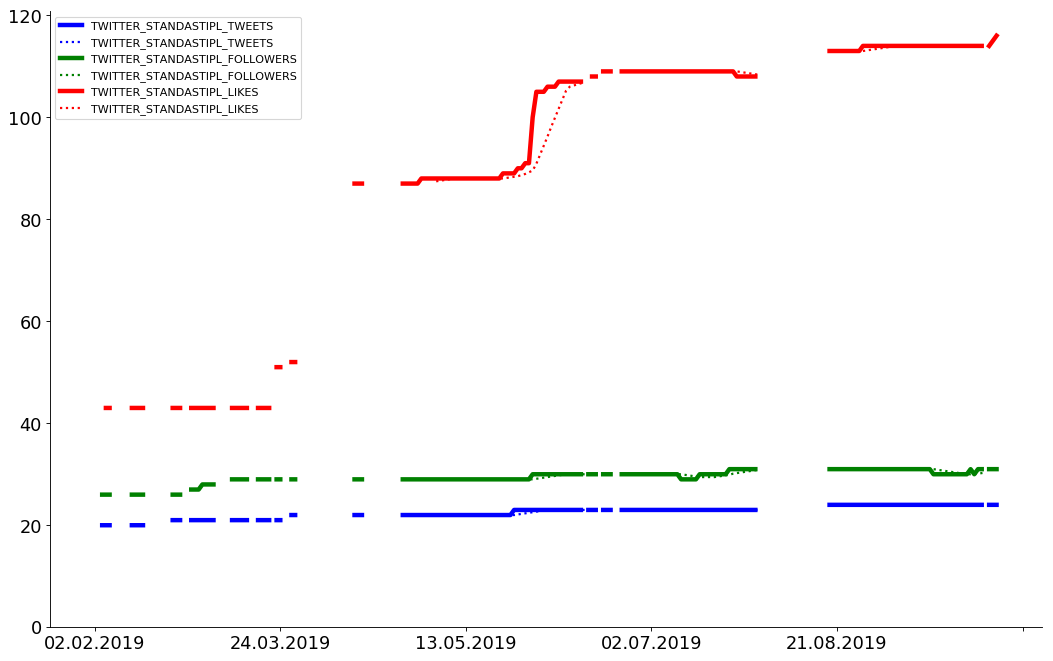 120
100
80
60
40
20
0
TWITTER_STANDASTIPL_TWEETS
TWITTER_STANDASTIPL_TWEETS
TWITTER_STANDASTIPL_FOLLOWERS
TWITTER_STANDASTIPL_FOLLOWERS
TWITTER_STANDASTIPL_LIKES
TWITTER_STANDASTIPL_LIKES
02.02.2019 24.03.2019 13.05.2019 02.07.2019 21.08.2019